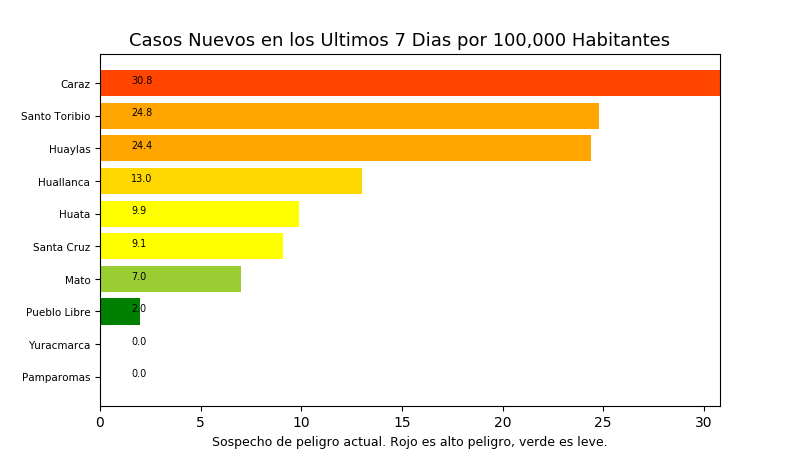 Casos Nuevos en los Ultimos 7 Dias por 100,000 Habitantes
Caraz 30.8
Santo Toribio 24.8
Huaylas 24.4
Huallanca 13.0
Huata 9.9
Santa Cruz 9.1
Mato 7.0
Pueblo Libre 2.0
Yuracmarca 0.0
Pamparomas 0.0
0 5 10 15 20 25 30
Sospecho de peligro actual. Rojo es alto peligro, verde es leve.